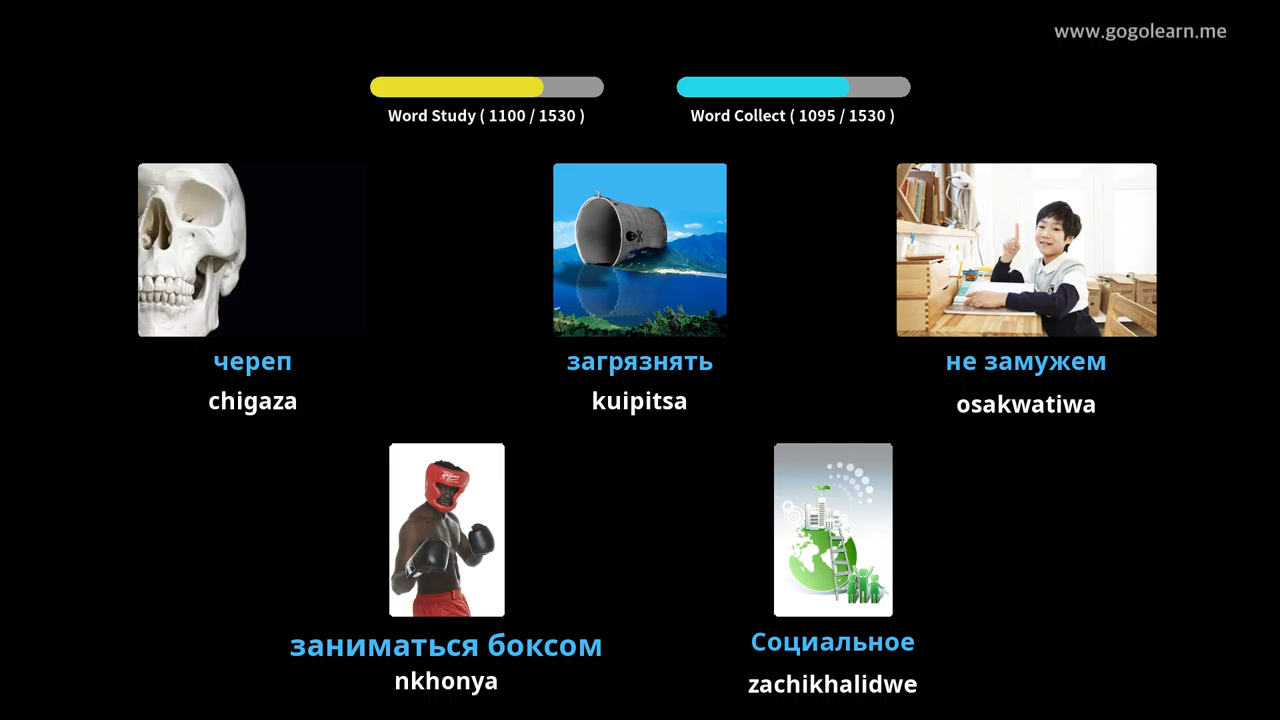 www.gogolearn.me
Word Study ( 1100 / 1530 )
Word Collect ( 1095 / 1530 )
череп
загрязнять
не замужем
chigaza
kuipitsa
osakwatiwa
заниматься боксом
Социальное
nkhonya
zachikhalidwe